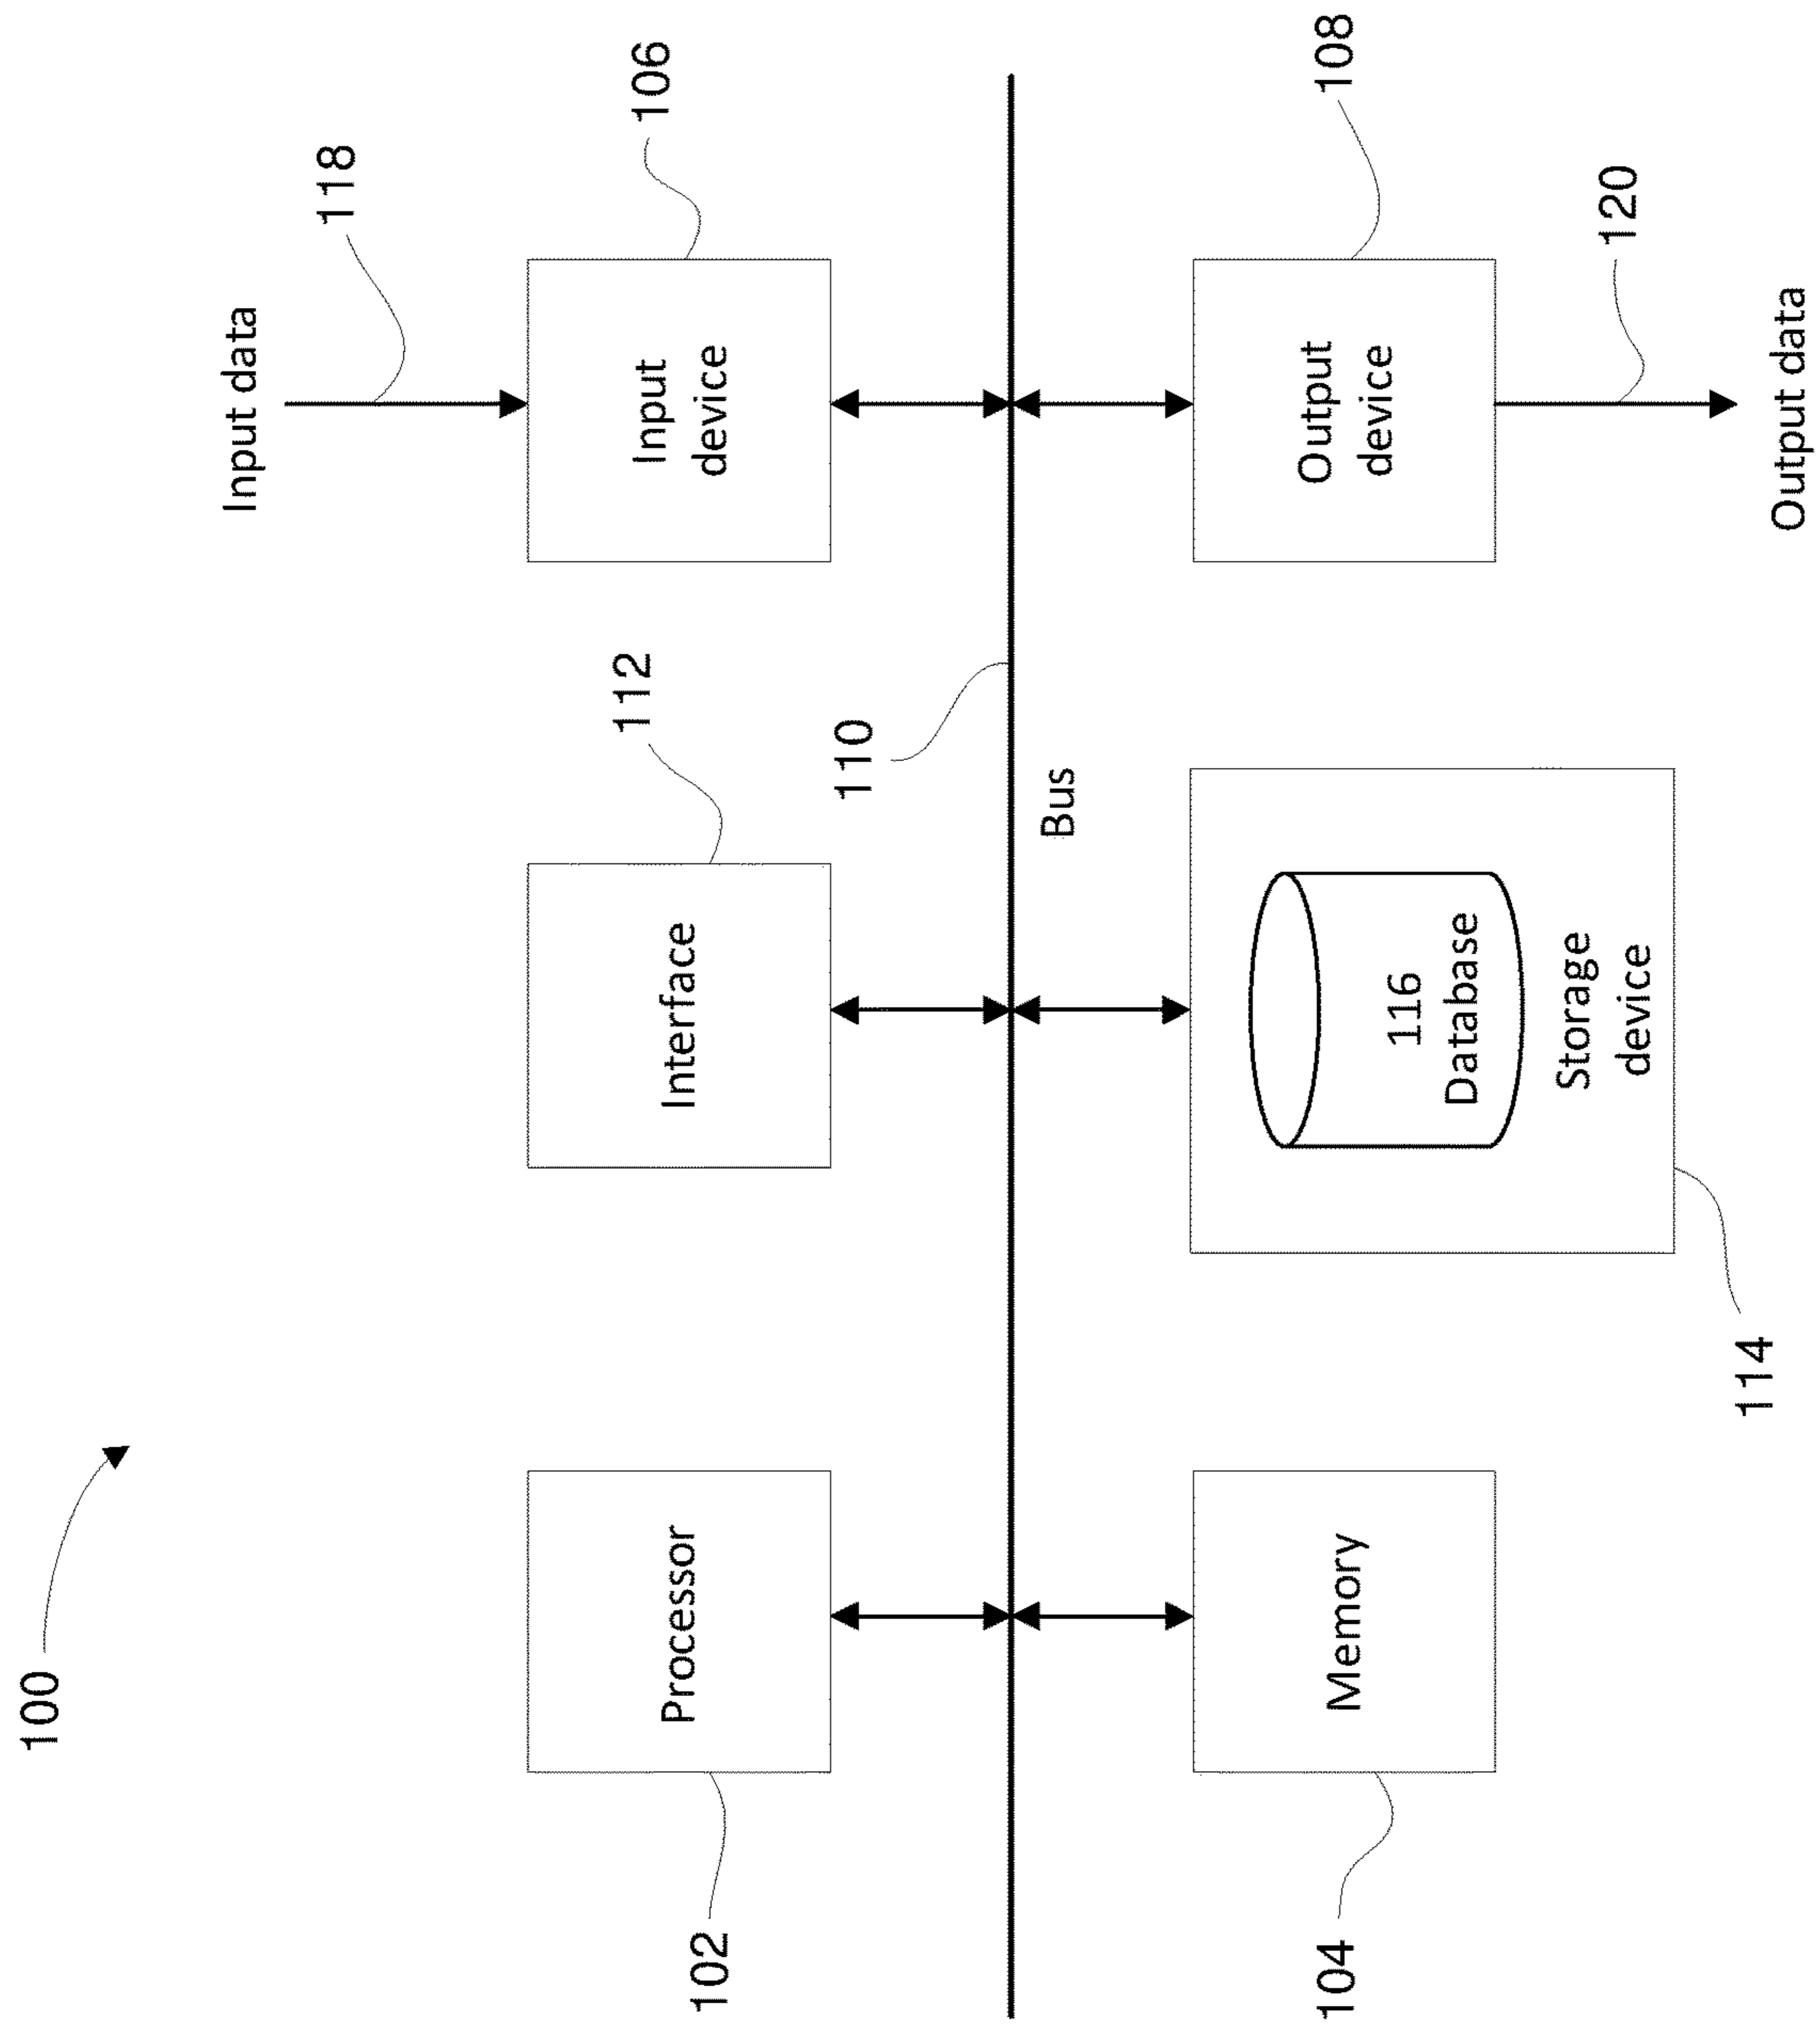 100
Input data
118
102
Processor
112
Interface
106
Input
device
110
Bus
104
Memory
116
Database
Storage
device
114
108
Output
device
120
Output data